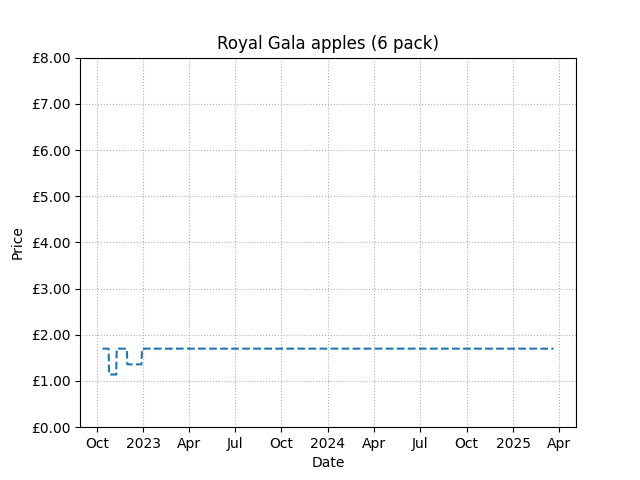 Royal Gala apples (6 pack)
£8.00
£7.00
£6.00
£5.00
£4.00
£3.00
£2.00
£1.00
£0.00
Price
Oct 2023 Apr Jul Oct 2024 Apr Jul Oct 2025 Apr
Date